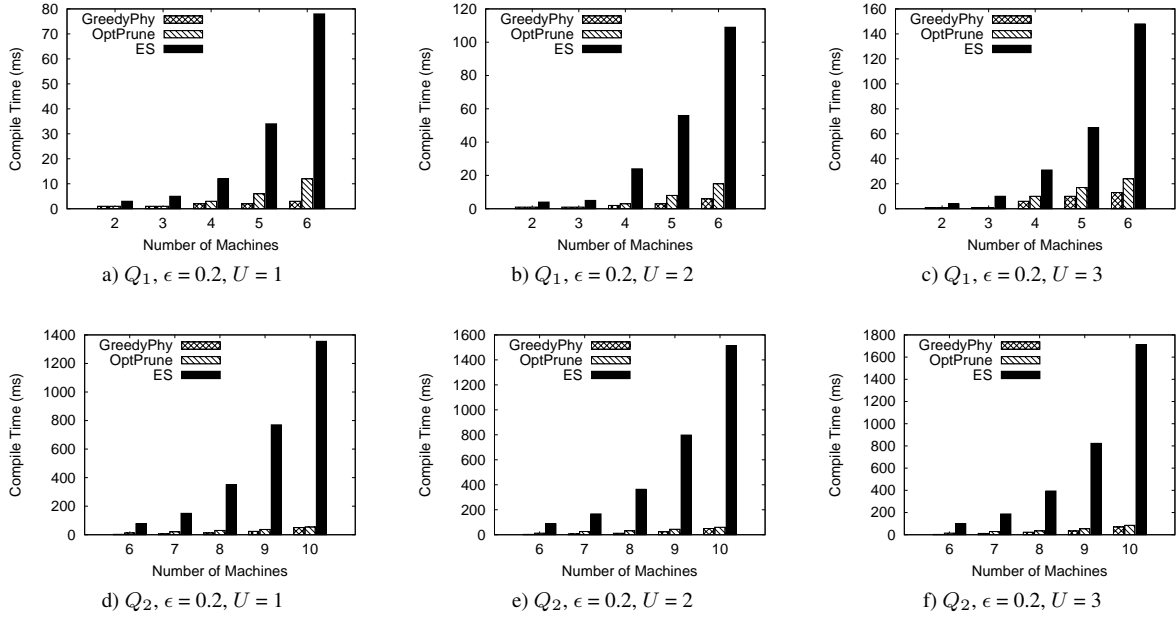 80
70
60
50
40
30
20
10
0
Compile Time (ms)
GreedyPhy
OptPrune
ES
2 3 4 5 6
Number of Machines
a) Q1, ϵ = 0.2, U = 1
120
100
80
60
40
20
0
Compile Time (ms)
GreedyPhy
OptPrune
ES
2 3 4 5 6
Number of Machines
b) Q1, ϵ = 0.2, U = 2
160
140
120
100
80
60
40
20
0
Compile Time (ms)
GreedyPhy
OptPrune
ES
2 3 4 5 6
Number of Machines
c) Q1, ϵ = 0.2, U = 3
1400
1200
1000
800
600
400
200
0
Compile Time (ms)
GreedyPhy
OptPrune
ES
6 7 8 9 10
Number of Machines
d) Q2, ϵ = 0.2, U = 1
1600
1400
1200
1000
800
600
400
200
0
Compile Time (ms)
GreedyPhy
OptPrune
ES
6 7 8 9 10
Number of Machines
e) Q2, ϵ = 0.2, U = 2
1800
1600
1400
1200
1000
800
600
400
200
0
Compile Time (ms)
GreedyPhy
OptPrune
ES
6 7 8 9 10
Number of Machines
f) Q2, ϵ = 0.2, U = 3